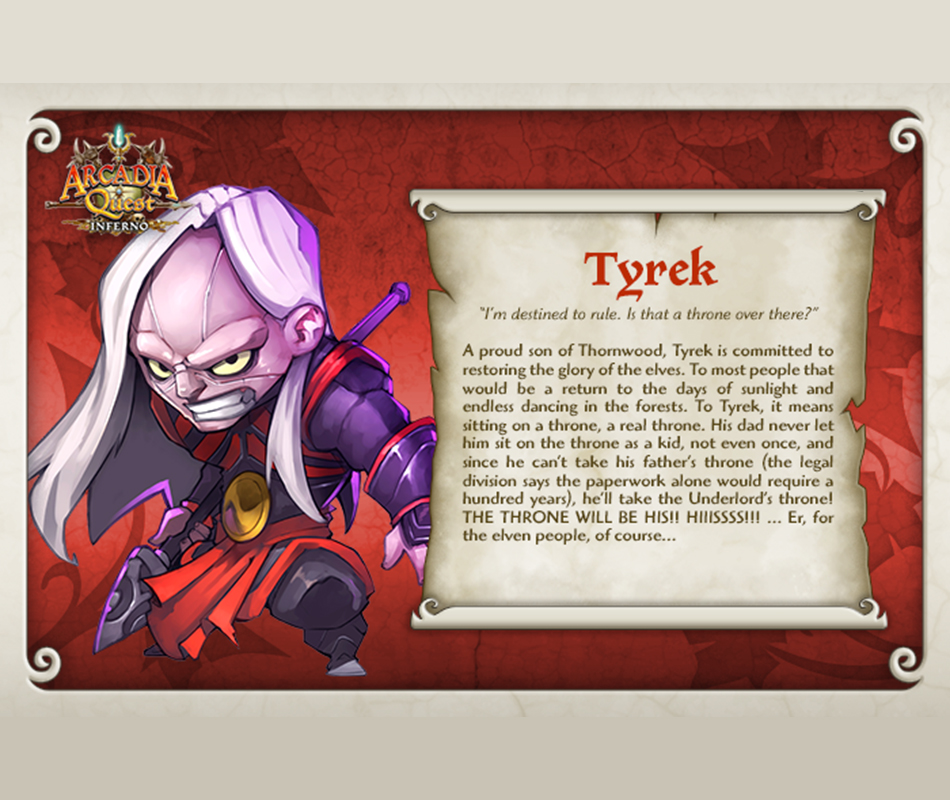 ARCADIA
Quest
INFERNO
Tyrek
"I'm destined to rule. Is that a throne over there?"
A proud son of Thornwood, Tyrek is committed to
restoring the glory of the elves. To most people that
would be a return to the days of sunlight and
endless dancing in the forests. To Tyrek, it means
sitting on a throne, a real throne. His dad never let
him sit on the throne as a kid, not even once, and
since he can't take his father's throne (the legal
division says the paperwork alone would require a
hundred years), he'll take the Underlord's throne!
THE THRONE WILL BE HIS!! HIIISSSS!!! ... Er, for
the elven people, of course...